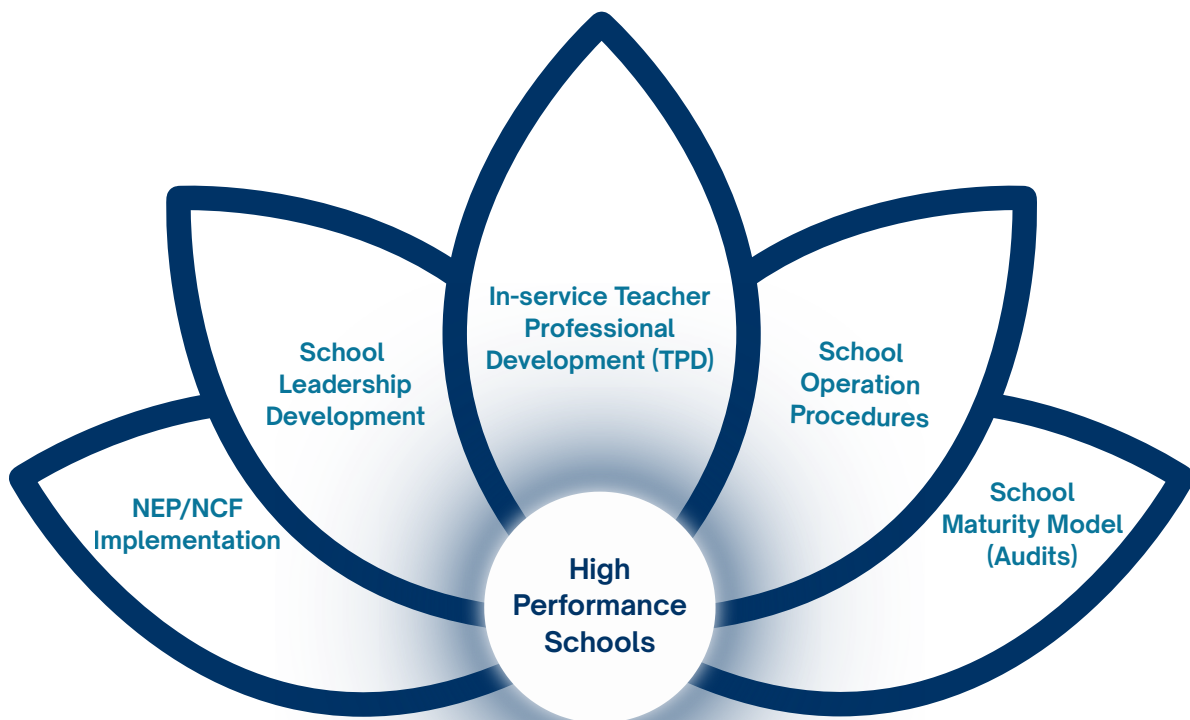 In-service Teacher
Professional
Development (TPD)
School
Leadership
Development
School
Operation
Procedures
NEP/NCF
Implementation
School
Maturity Model
(Audits)
High
Performance
Schools